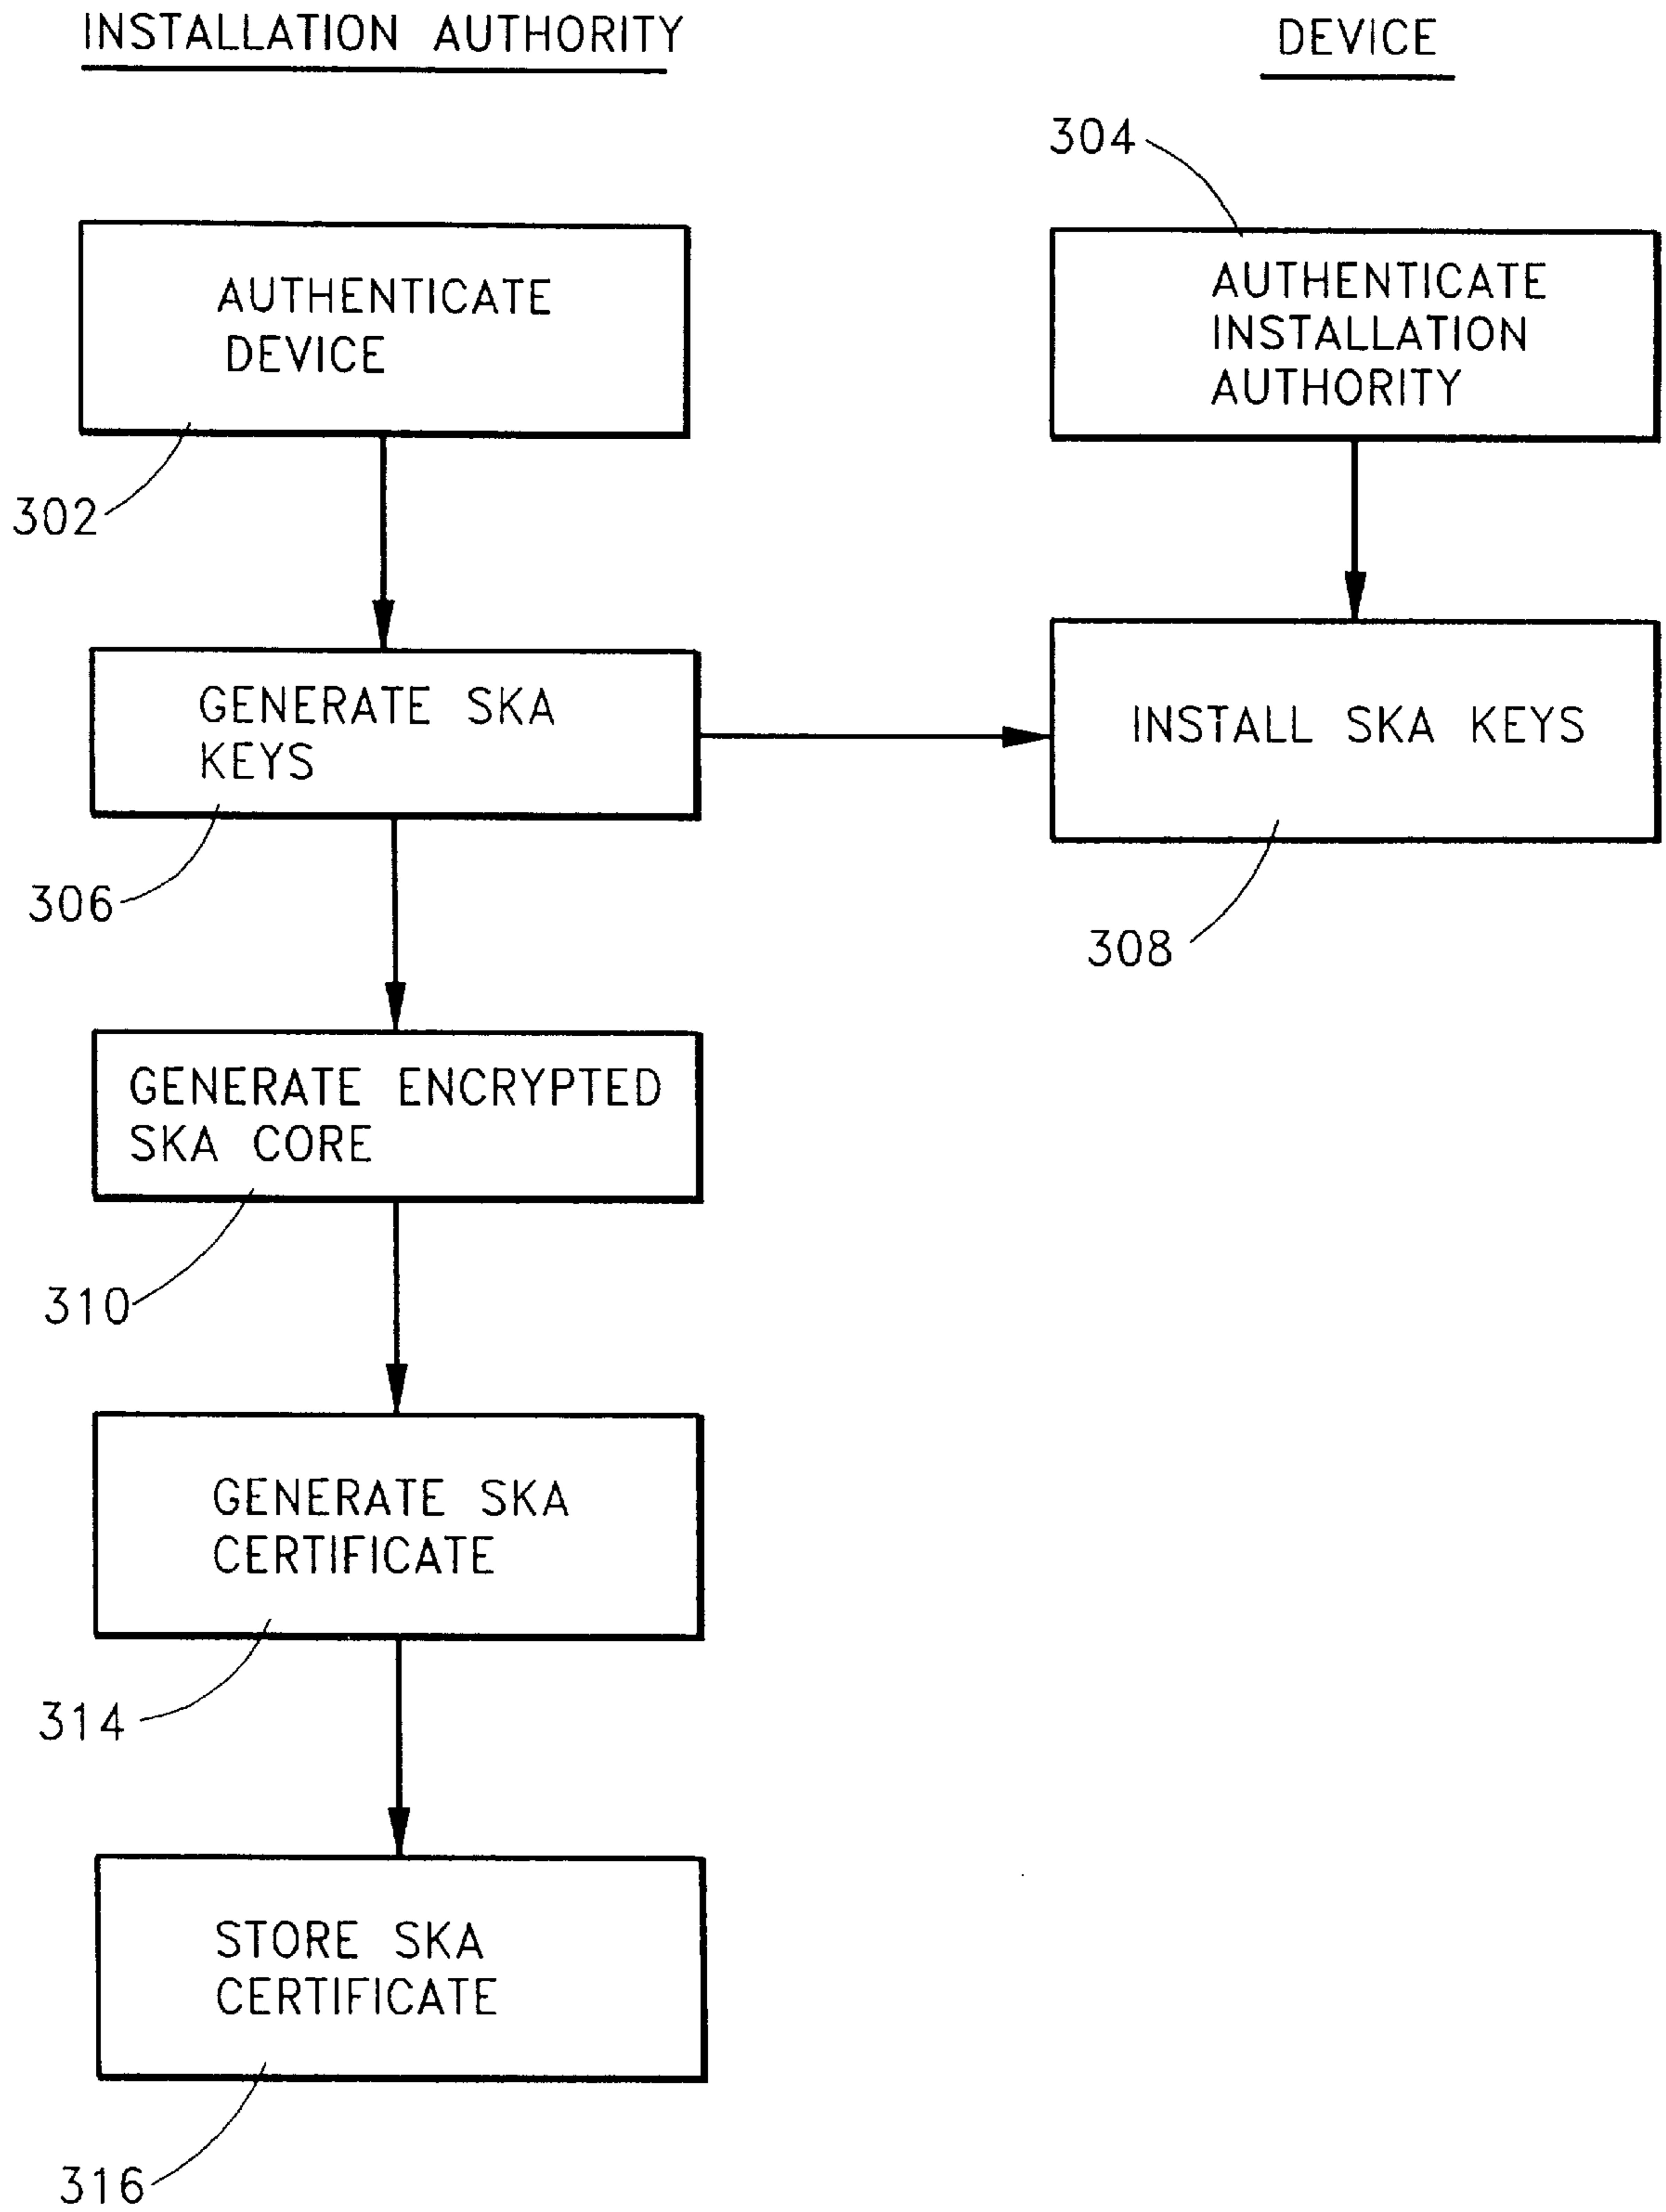 INSTALLATION AUTHORITY
DEVICE
304
AUTHENTICATE
DEVICE
302
AUTHENTICATE
INSTALLATION
AUTHORITY
GENERATE SKA
KEYS
306
INSTALL SKA KEYS
308
GENERATE ENCRYPTED
SKA CORE
310
GENERATE SKA
CERTIFICATE
314
STORE SKA
CERTIFICATE
316